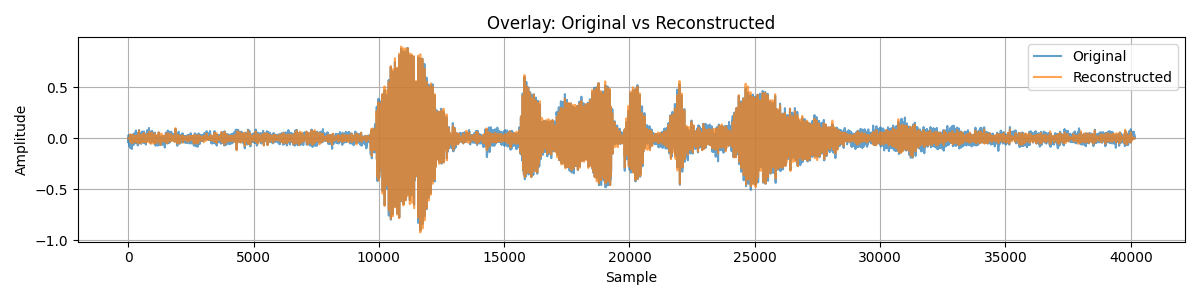 Overlay: Original vs Reconstructed
Original
Reconstructed
Amplitude
0.5
0.0
−0.5
−1.0
0 5000 10000 15000 20000 25000 30000 35000 40000
Sample